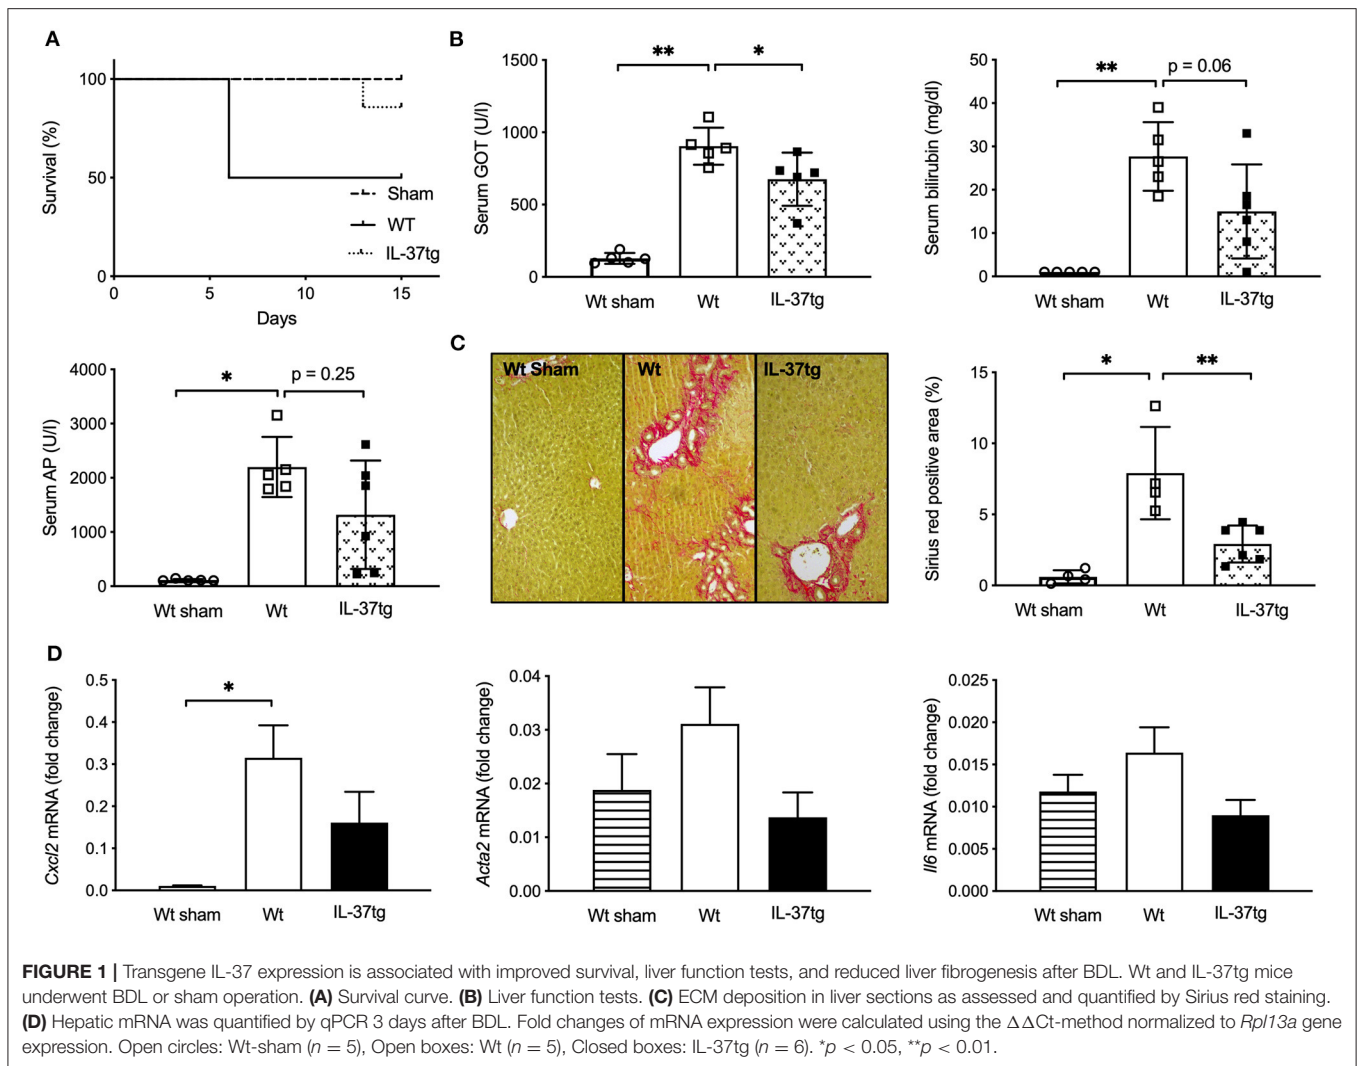 A
Survival (%)
100
50
0
0 5 10 15
Days
Sham
WT
IL-37tg
B
Serum GOT (U/l)
1500
1000
500
0
** *
Wt sham Wt IL-37tg
Serum bilirubin (mg/dl)
50
40
30
20
10
0
** p = 0.06
Wt sham Wt IL-37tg
Serum AP (U/l)
4000
3000
2000
1000
0
* p = 0.25
Wt sham Wt IL-37tg
C
Wt Sham Wt IL-37tg
Sirius red positive area (%)
15
10
5
0
* **
Wt sham Wt IL-37tg
D
Cxcl2 mRNA (fold change)
0.5
0.4
0.3
0.2
0.1
0.0
*
Wt sham Wt IL-37tg
Acta2 mRNA (fold change)
0.04
0.03
0.02
0.01
0.00
Wt sham Wt IL-37tg
Il6 mRNA (fold change)
0.025
0.020
0.015
0.010
0.005
0.000
Wt sham Wt IL-37tg
FIGURE 1 | Transgene IL-37 expression is associated with improved survival, liver function tests, and reduced liver fibrogenesis after BDL. Wt and IL-37tg mice
underwent BDL or sham operation. (A) Survival curve. (B) Liver function tests. (C) ECM deposition in liver sections as assessed and quantified by Sirius red staining.
(D) Hepatic mRNA was quantified by qPCR 3 days after BDL. Fold changes of mRNA expression were calculated using the ΔΔCt-method normalized to Rpl13a gene
expression. Open circles: Wt-sham (n = 5), Open boxes: Wt (n = 5), Closed boxes: IL-37tg (n = 6). *p < 0.05, **p < 0.01.